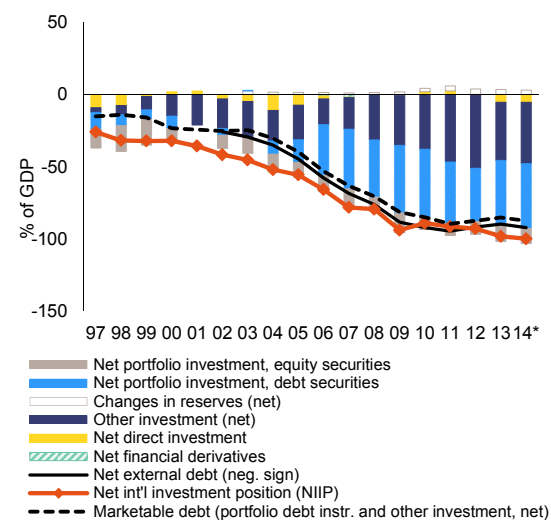 50
0
-50
-100
-150
% of GDP
97 98 99 00 01 02 03 04 05 06 07 08 09 10 11 12 13 14*
Net portfolio investment, equity securities
Net portfolio investment, debt securities
Changes in reserves (net)
Other investment (net)
Net direct investment
Net financial derivatives
Net external debt (neg. sign)
Net int'l investment position (NIIP)
Marketable debt (portfolio debt instr. and other investment, net)